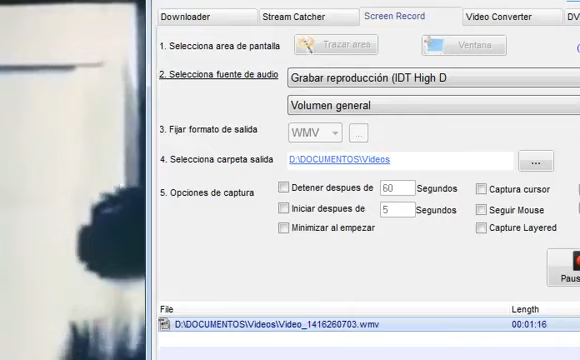 Downloader Stream Catcher Screen Record Video Converter DV
1. Selecciona area de pantalla Trazar area Ventana
2. Selecciona fuente de audio Grabar reproducción (IDT High D
Volumen general
3. Fijar formato de salida WMV ...
4. Selecciona carpeta salida D:\DOCUMENTOS\Videos ...
5. Opciones de captura Detener despues de 60 Segundos Captura cursor
Iniciar despues de 5 Segundos Seguir Mouse
Minimizar al empezar Capture Layered
Paus
File Length
D:\DOCUMENTOS\Videos\Video_1416260703.wmv 00:01:16